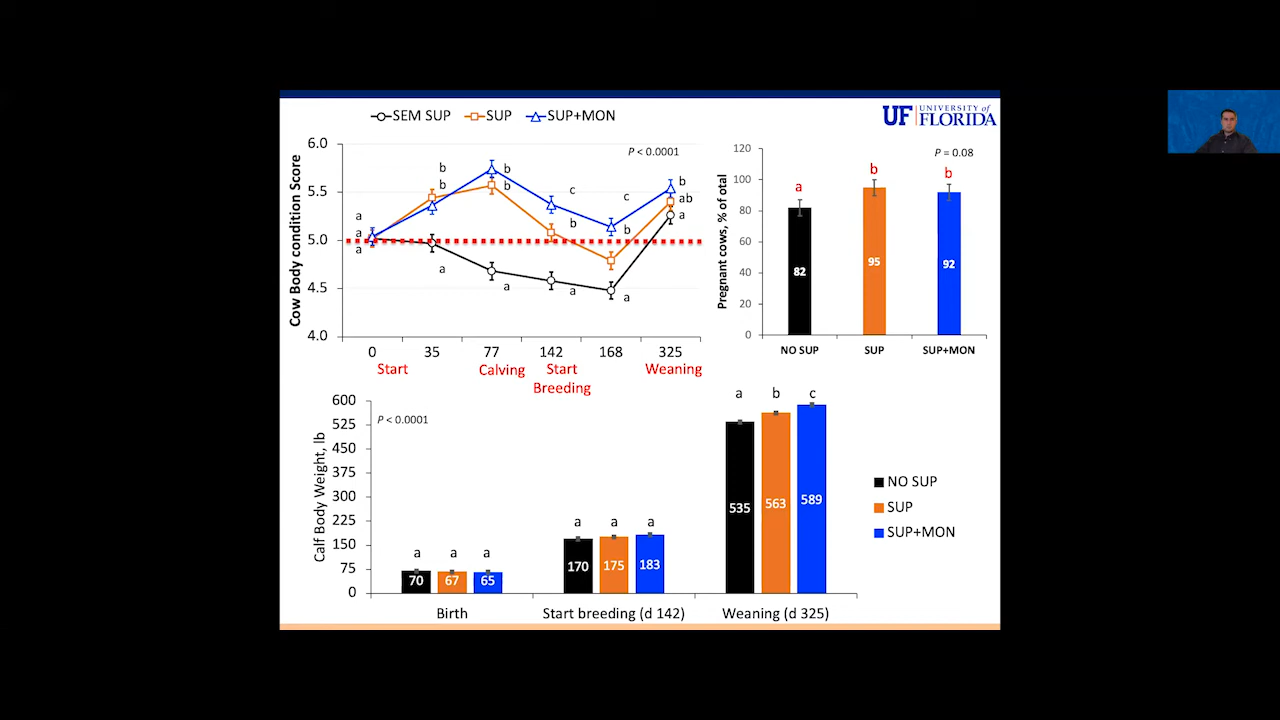 SEM SUP SUP SUP+MON
UF UNIVERSITY of FLORIDA
Cow Body condition Score
6.0
5.5
5.0
4.5
4.0
P < 0.0001
a
a
a
b
b
a
b
b
a
c
b
a
c
b
a
b
ab
a
0 35 77 142 168 325
Start Calving Start Breeding Weaning
Pregnant cows, % of otal
120
100
80
60
40
20
0
P = 0.08
a b b
82 95 92
NO SUP SUP SUP+MON
Calf Body Weight, lb
600
525
450
375
300
225
150
75
0
P < 0.0001
a a a
70 67 65
a a a
170 175 183
a b c
535 563 589
Birth Start breeding (d 142) Weaning (d 325)
NO SUP
SUP
SUP+MON